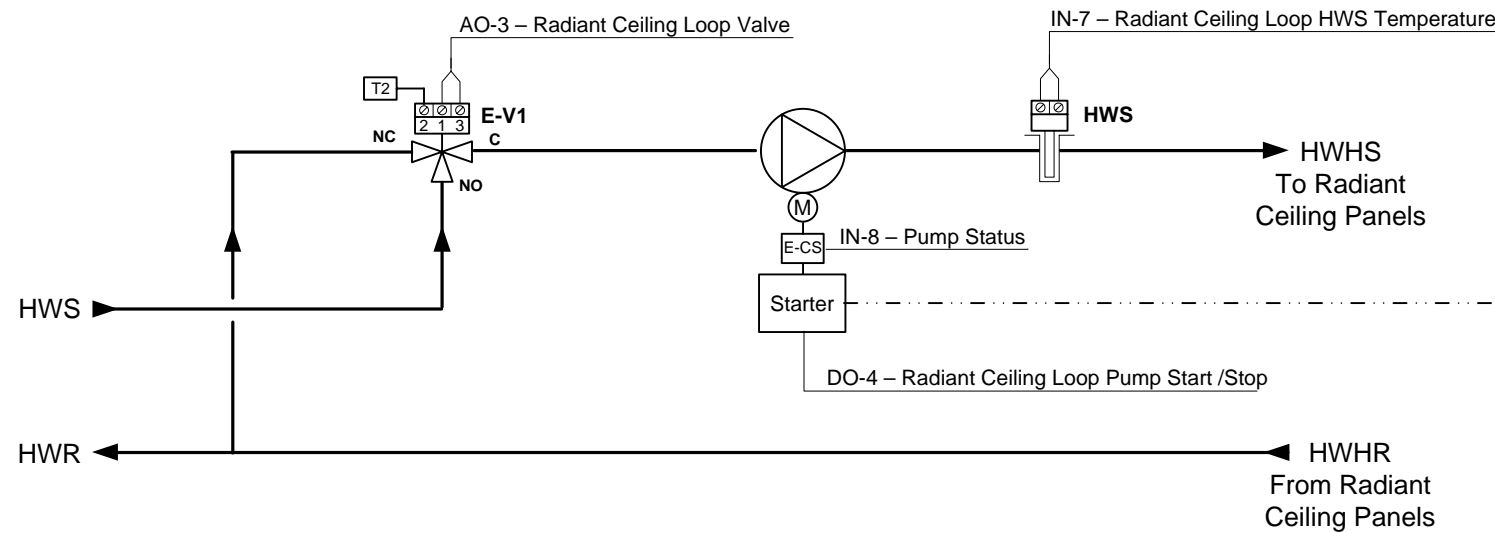 AO-3 – Radiant Ceiling Loop Valve
IN-7 – Radiant Ceiling Loop HWS Temperature
T2
2 1 3
E-V1
HWS
NC
C
NO
HWHS
To Radiant
Ceiling Panels
M
E-CS
IN-8 – Pump Status
HWS
Starter
DO-4 – Radiant Ceiling Loop Pump Start /Stop
HWR
HWHR
From Radiant
Ceiling Panels